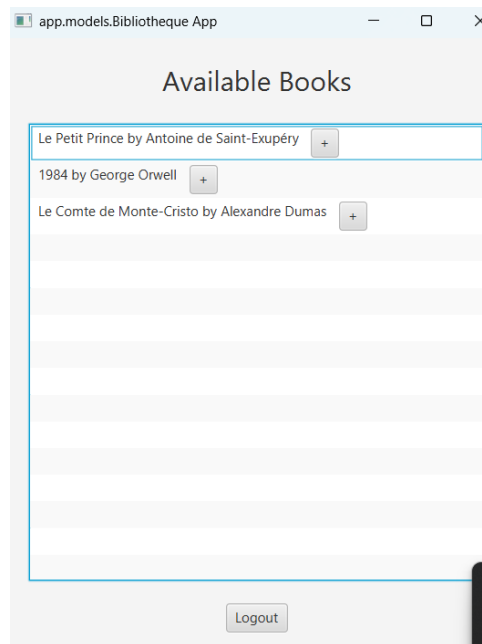 app.models.Bibliotheque App
Available Books
Le Petit Prince by Antoine de Saint-Exupéry +
1984 by George Orwell +
Le Comte de Monte-Cristo by Alexandre Dumas +
Logout